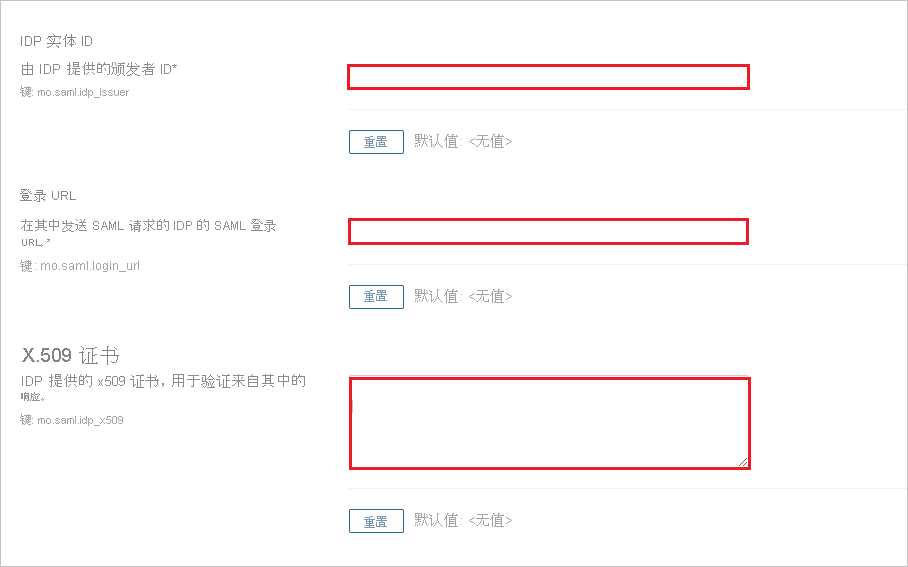 IDP 实体 ID
由 IDP 提供的颁发者 ID*
键: mo.saml.idp_issuer
重置 默认值: <无值>
登录 URL
在其中发送 SAML 请求的 IDP 的 SAML 登录
URL。*
键: mo.saml.login_url
重置 默认值: <无值>
X.509 证书
IDP 提供的 x509 证书, 用于验证来自其中的
响应。
键: mo.saml.idp_x509
重置 默认值: <无值>